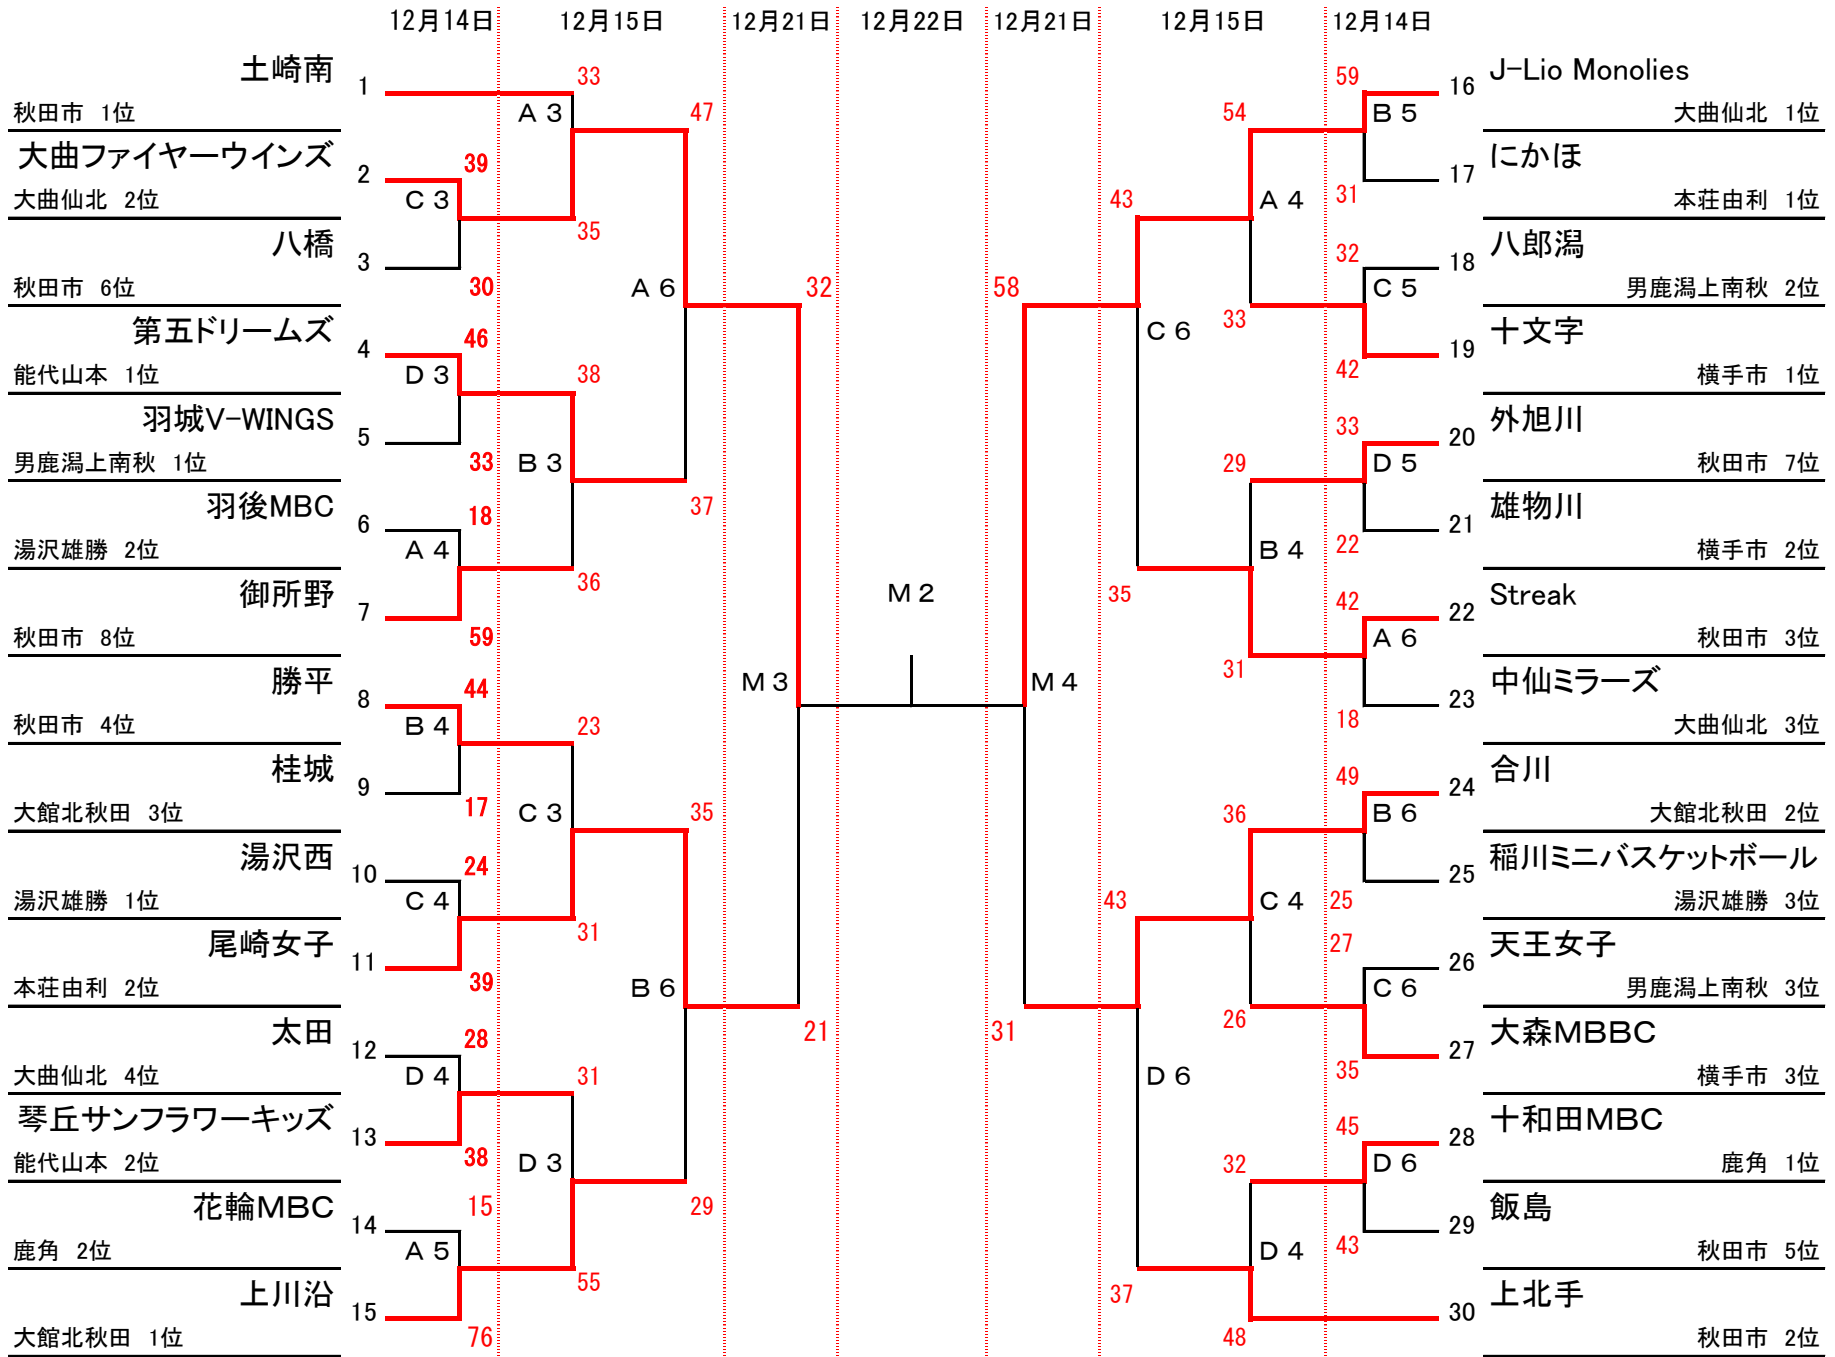 12月14日 12月15日 12月21日 12月22日 12月21日 12月15日 12月14日
土崎南
1
秋田市 1位
A 3
33
47
大曲ファイヤーウインズ
2
39
大曲仙北 2位
C 3
35
八橋
3
秋田市 6位
30
A 6
32
第五ドリームズ
4
46
能代山本 1位
D 3
38
羽城V-WINGS
5
男鹿潟上南秋 1位
33
B 3
37
羽後MBC
6
18
湯沢雄勝 2位
A 4
36
御所野
7
秋田市 8位
59
勝平
8
44
秋田市 4位
B 4
23
M 3
桂城
9
大館北秋田 3位
17
C 3
35
湯沢西
10
24
湯沢雄勝 1位
C 4
31
尾崎女子
11
本荘由利 2位
39
B 6
21
太田
12
28
大曲仙北 4位
D 4
31
琴丘サンフラワーキッズ
13
能代山本 2位
38
D 3
29
花輪MBC
14
15
鹿角 2位
A 5
55
上川沿
15
大館北秋田 1位
76
M 2
J-Lio Monolies
16
59
大曲仙北 1位
B 5
54
にかほ
17
31
本荘由利 1位
A 4
43
八郎潟
18
32
男鹿潟上南秋 2位
C 5
33
58
C 6
十文字
19
42
横手市 1位
外旭川
20
33
秋田市 7位
D 5
29
雄物川
21
22
横手市 2位
B 4
35
Streak
22
42
秋田市 3位
A 6
31
M 4
中仙ミラーズ
23
18
大曲仙北 3位
合川
24
49
大館北秋田 2位
B 6
36
稲川ミニバスケットボール
25
25
湯沢雄勝 3位
C 4
43
天王女子
26
27
男鹿潟上南秋 3位
C 6
26
31
D 6
大森MBBC
27
35
横手市 3位
十和田MBC
28
45
鹿角 1位
D 6
32
飯島
29
43
秋田市 5位
D 4
37
上北手
30
48
秋田市 2位